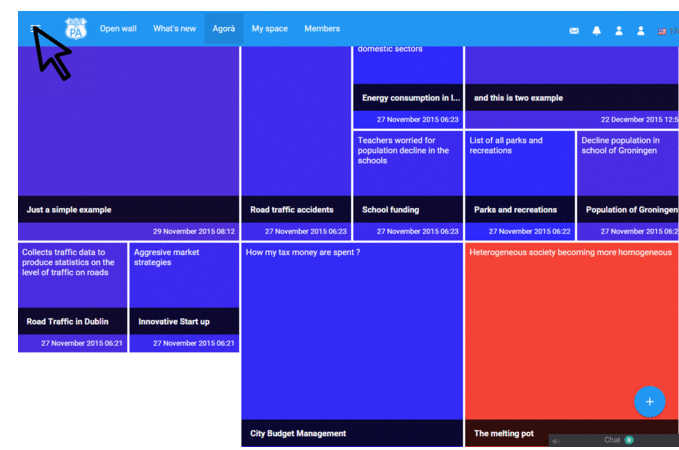 PA
Open wall
What's new
Agorà
My space
Members
domestic sectors
Energy consumption in I...
27 November 2015 06:23
and this is two example
22 December 2015 12:5
Just a simple example
29 November 2015 08:12
Road traffic accidents
27 November 2015 06:23
Teachers worried for
population decline in the
schools
School funding
27 November 2015 06:23
List of all parks and
recreations
Parks and recreations
27 November 2015 06:22
Decline population in
school of Groningen
Population of Groningen
27 November 2015 06:2
Collects traffic data to
produce statistics on the
level of traffic on roads
Road Traffic in Dublin
27 November 2015 06:21
Aggresive market
strategies
Innovative Start up
27 November 2015 06:21
How my tax money are spent ?
City Budget Management
Heterogeneous society becoming more homogeneous
The melting pot
+
Chat